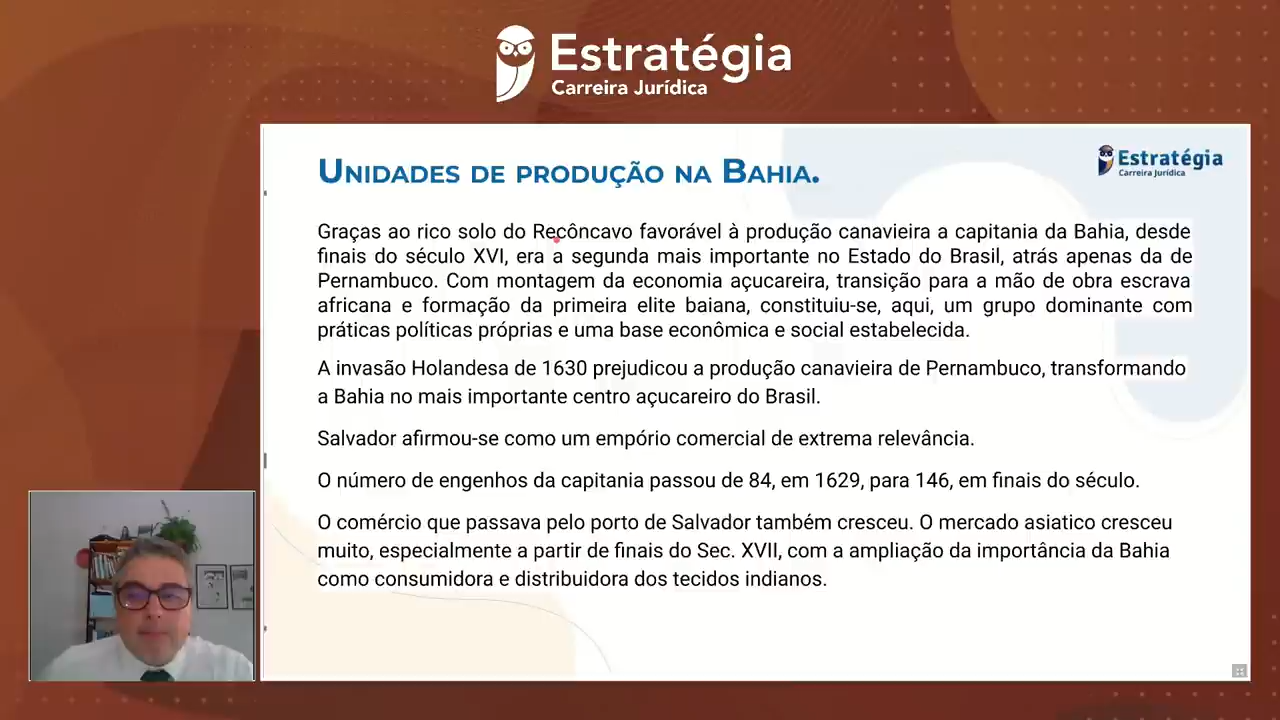 Estratégia
Carreira Jurídica
Estratégia
Carreira Jurídica
UNIDADES DE PRODUÇÃO NA BAHIA.
Graças ao rico solo do Recôncavo favorável à produção canavieira a capitania da Bahia, desde
finais do século XVI, era a segunda mais importante no Estado do Brasil, atrás apenas da de
Pernambuco. Com montagem da economia açucareira, transição para a mão de obra escrava
africana e formação da primeira elite baiana, constituiu-se, aqui, um grupo dominante com
práticas políticas próprias e uma base econômica e social estabelecida.
A invasão Holandesa de 1630 prejudicou a produção canavieira de Pernambuco, transformando
a Bahia no mais importante centro açucareiro do Brasil.
Salvador afirmou-se como um empório comercial de extrema relevância.
O número de engenhos da capitania passou de 84, em 1629, para 146, em finais do século.
O comércio que passava pelo porto de Salvador também cresceu. O mercado asiatico cresceu
muito, especialmente a partir de finais do Sec. XVII, com a ampliação da importância da Bahia
como consumidora e distribuidora dos tecidos indianos.